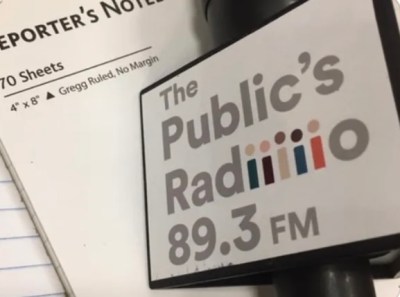 EPORTER'S NOTE
70 Sheets
4" x 8" ▲ Gregg Ruled, No Margin
The
Public's
Radiiiiio
89.3 FM